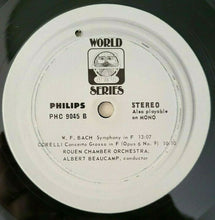 WORLD
SERIES
PHILIPS
PHC 9045 B
STEREO
Also playable
on MONO
W. F. BACH Symphony in F 13:07
CORELLI Concerto Grosso in F (Opus 6 No. 9) 10:10
ROUEN CHAMBER ORCHESTRA,
ALBERT BEAUCAMP, conductor